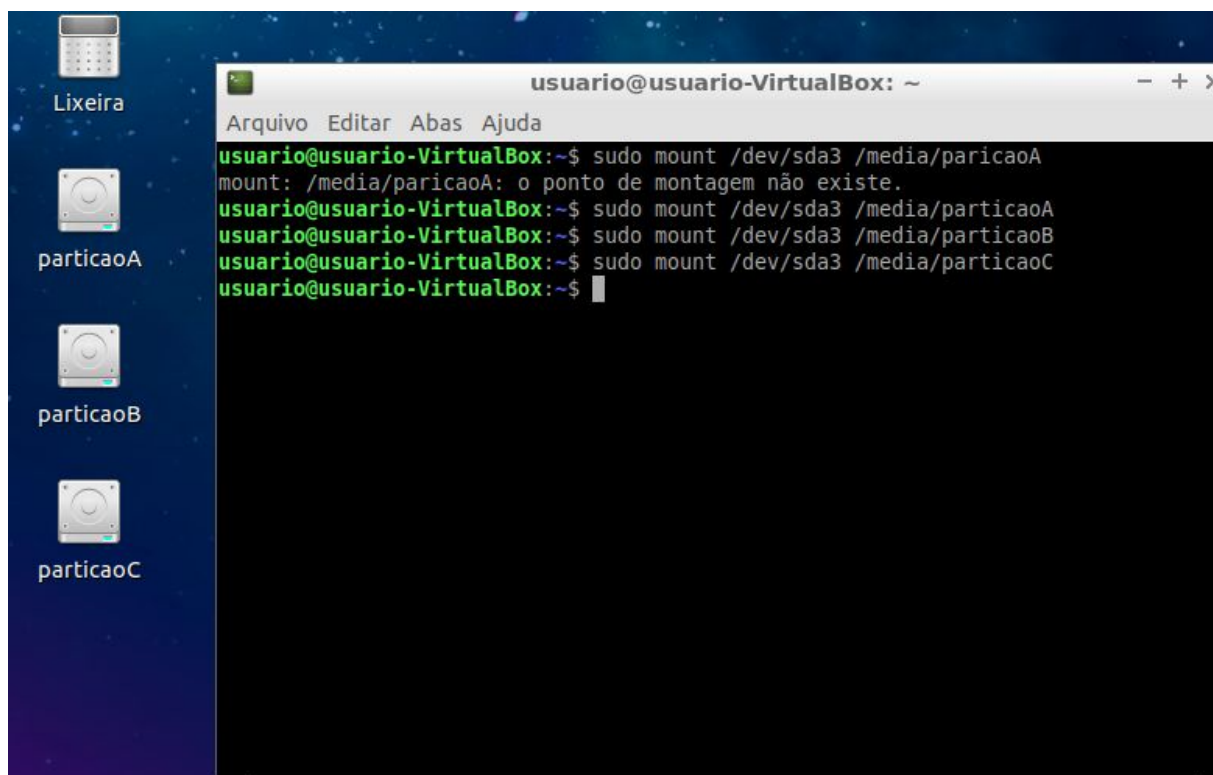 Lixeira
particaoA
particaoB
particaoC
usuario@usuario-VirtualBox: ~
Arquivo Editar Abas Ajuda
usuario@usuario-VirtualBox:~$ sudo mount /dev/sda3 /media/paricaoA
mount: /media/paricaoA: o ponto de montagem não existe.
usuario@usuario-VirtualBox:~$ sudo mount /dev/sda3 /media/particaoA
usuario@usuario-VirtualBox:~$ sudo mount /dev/sda3 /media/particaoB
usuario@usuario-VirtualBox:~$ sudo mount /dev/sda3 /media/particaoC
usuario@usuario-VirtualBox:~$